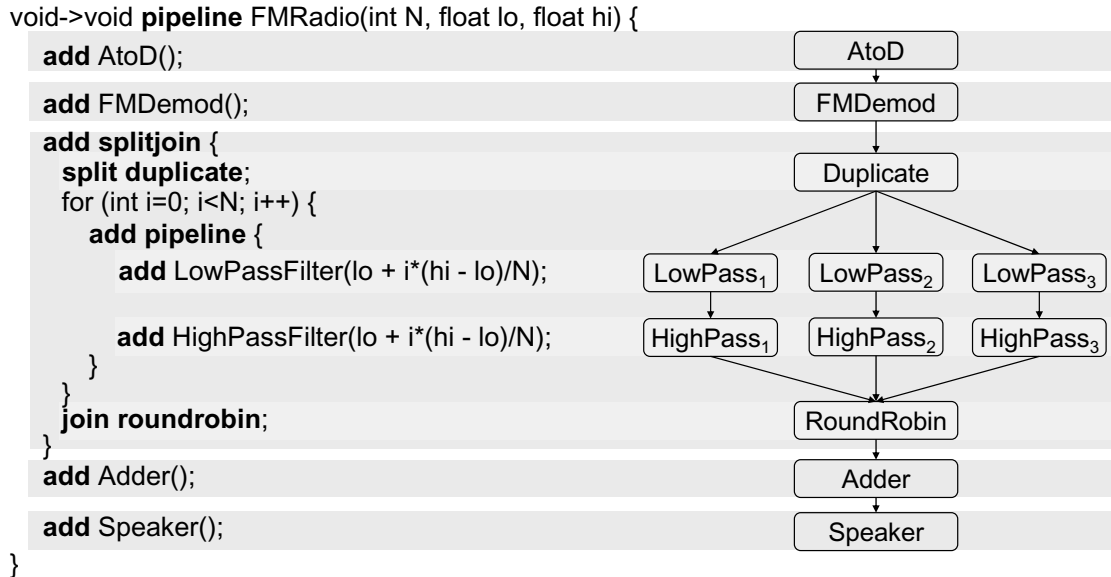 void->void pipeline FMRadio(int N, float lo, float hi) {
add AtoD();
AtoD
add FMDemod();
FMDemod
add splitjoin {
split duplicate;
Duplicate
for (int i=0; i<N; i++) {
add pipeline {
add LowPassFilter(lo + i*(hi - lo)/N);
LowPass₁ LowPass₂ LowPass₃
add HighPassFilter(lo + i*(hi - lo)/N);
HighPass₁ HighPass₂ HighPass₃
}
}
join roundrobin;
RoundRobin
}
add Adder();
Adder
add Speaker();
Speaker
}